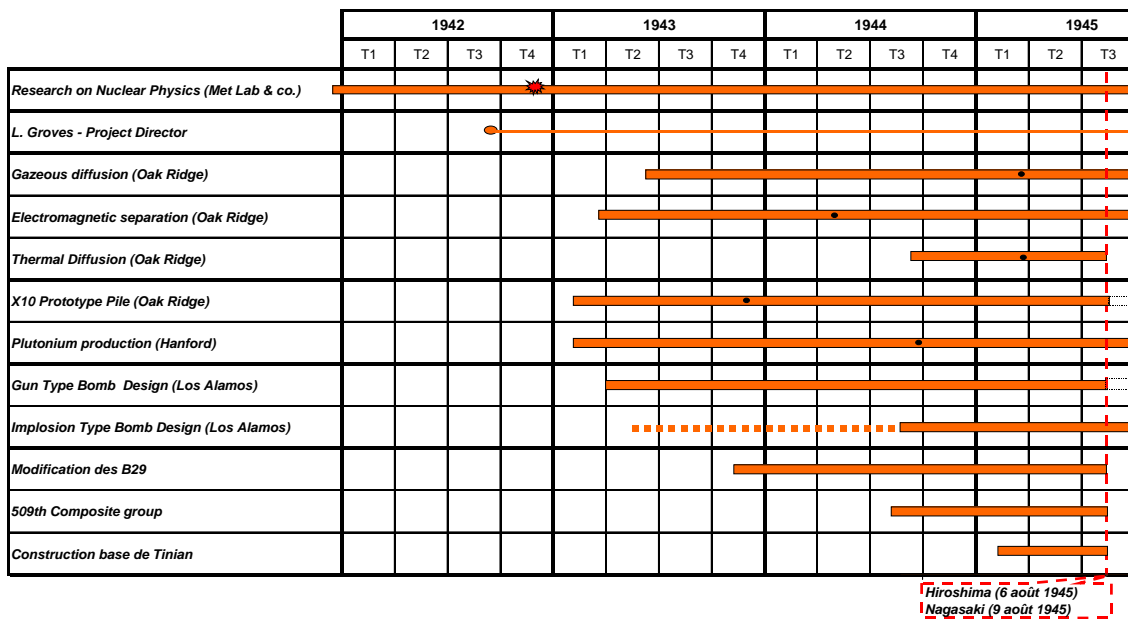 1942 1943 1944 1945
T1 T2 T3 T4 T1 T2 T3 T4 T1 T2 T3 T4 T1 T2 T3
Research on Nuclear Physics (Met Lab & co.)
L. Groves - Project Director
Gazeous diffusion (Oak Ridge)
Electromagnetic separation (Oak Ridge)
Thermal Diffusion (Oak Ridge)
X10 Prototype Pile (Oak Ridge)
Plutonium production (Hanford)
Gun Type Bomb Design (Los Alamos)
Implosion Type Bomb Design (Los Alamos)
Modification des B29
509th Composite group
Construction base de Tinian
Hiroshima (6 août 1945)
Nagasaki (9 août 1945)